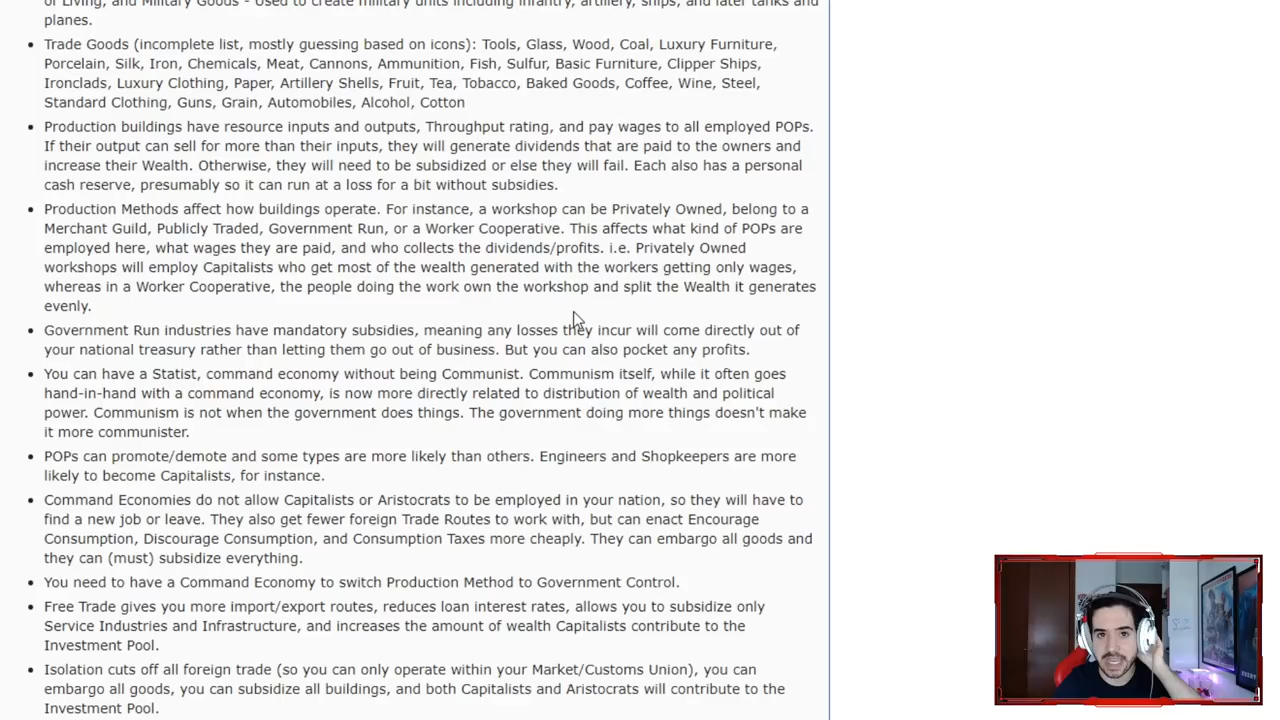 of Living, and Military Goods - Used to create military units including infantry, artillery, ships, and later tanks and
planes.
Trade Goods (incomplete list, mostly guessing based on icons): Tools, Glass, Wood, Coal, Luxury Furniture,
Porcelain, Silk, Iron, Chemicals, Meat, Cannons, Ammunition, Fish, Sulfur, Basic Furniture, Clipper Ships,
Ironclads, Luxury Clothing, Paper, Artillery Shells, Fruit, Tea, Tobacco, Baked Goods, Coffee, Wine, Steel,
Standard Clothing, Guns, Grain, Automobiles, Alcohol, Cotton
Production buildings have resource inputs and outputs, Throughput rating, and pay wages to all employed POPs.
If their output can sell for more than their inputs, they will generate dividends that are paid to the owners and
increase their Wealth. Otherwise, they will need to be subsidized or else they will fail. Each also has a personal
cash reserve, presumably so it can run at a loss for a bit without subsidies.
Production Methods affect how buildings operate. For instance, a workshop can be Privately Owned, belong to a
Merchant Guild, Publicly Traded, Government Run, or a Worker Cooperative. This affects what kind of POPs are
employed here, what wages they are paid, and who collects the dividends/profits. i.e. Privately Owned
workshops will employ Capitalists who get most of the wealth generated with the workers getting only wages,
whereas in a Worker Cooperative, the people doing the work own the workshop and split the Wealth it generates
evenly.
Government Run industries have mandatory subsidies, meaning any losses they incur will come directly out of
your national treasury rather than letting them go out of business. But you can also pocket any profits.
You can have a Statist, command economy without being Communist. Communism itself, while it often goes
hand-in-hand with a command economy, is now more directly related to distribution of wealth and political
power. Communism is not when the government does things. The government doing more things doesn't make
it more communister.
POPs can promote/demote and some types are more likely than others. Engineers and Shopkeepers are more
likely to become Capitalists, for instance.
Command Economies do not allow Capitalists or Aristocrats to be employed in your nation, so they will have to
find a new job or leave. They also get fewer foreign Trade Routes to work with, but can enact Encourage
Consumption, Discourage Consumption, and Consumption Taxes more cheaply. They can embargo all goods and
they can (must) subsidize everything.
You need to have a Command Economy to switch Production Method to Government Control.
Free Trade gives you more import/export routes, reduces loan interest rates, allows you to subsidize only
Service Industries and Infrastructure, and increases the amount of wealth Capitalists contribute to the
Investment Pool.
Isolation cuts off all foreign trade (so you can only operate within your Market/Customs Union), you can
embargo all goods, you can subsidize all buildings, and both Capitalists and Aristocrats will contribute to the
Investment Pool.